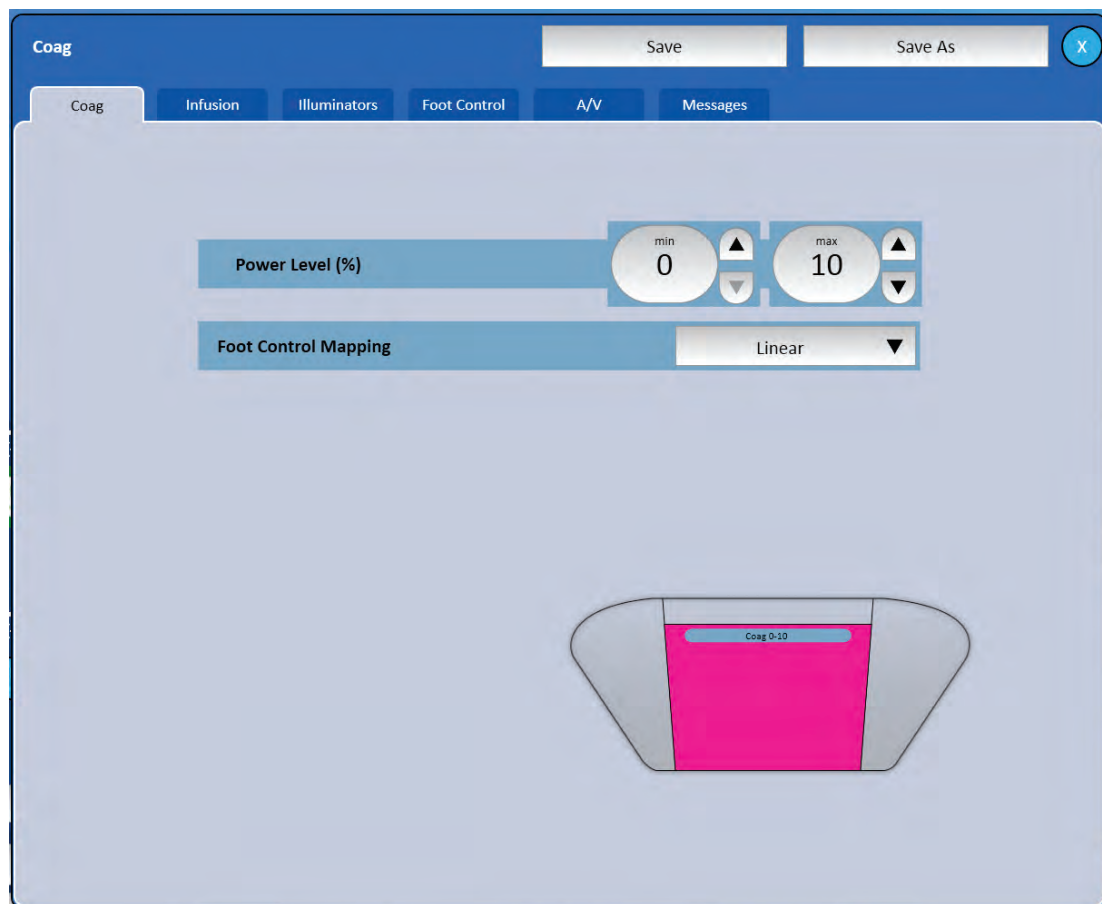 Coag
Save
Save As
X
Coag
Infusion
Illuminators
Foot Control
A/V
Messages
Power Level (%)
min
0
max
10
Foot Control Mapping
Linear
Coag 0-10